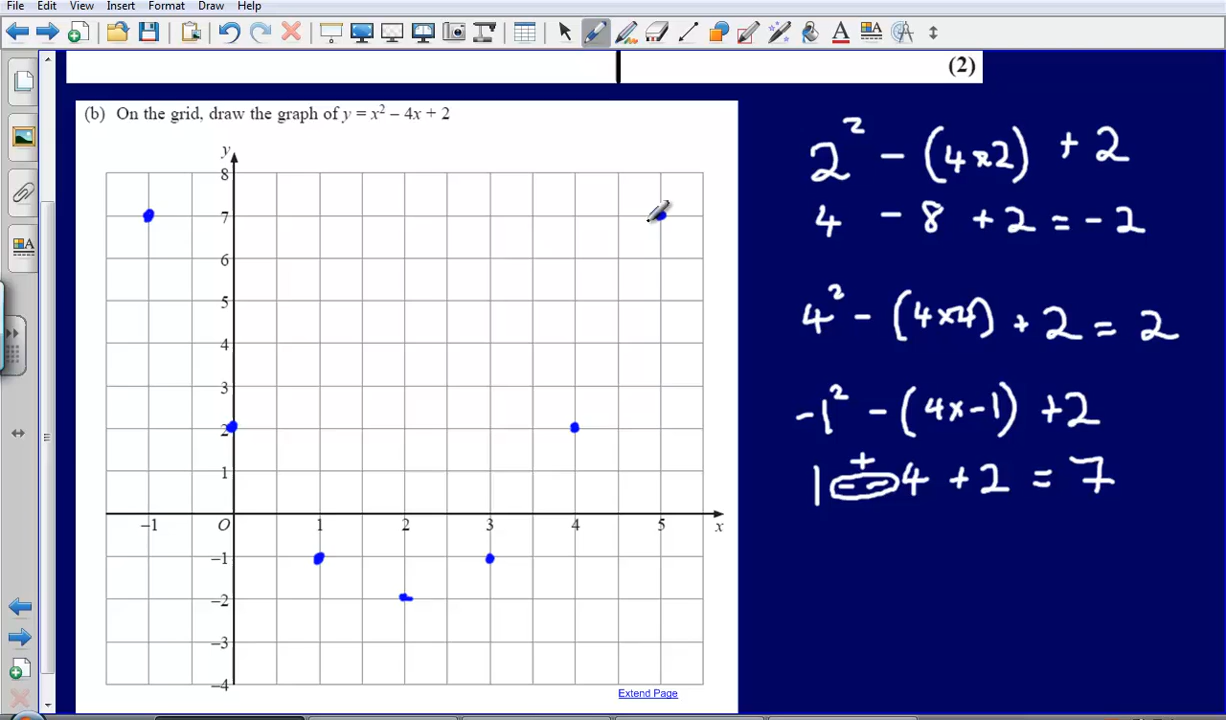 File Edit View Insert Format Draw Help
(2)
(b) On the grid, draw the graph of y = x² – 4x + 2
y
8
7
6
5
4
3
2
1
–1 O 1 2 3 4 5 x
–1
–2
–3
–4
Extend Page
2² – (4×2) + 2
4 – 8 + 2 = – 2
4² – (4×4) + 2 = 2
-1² – (4x-1) +2
+
1 - - 4 + 2 = 7